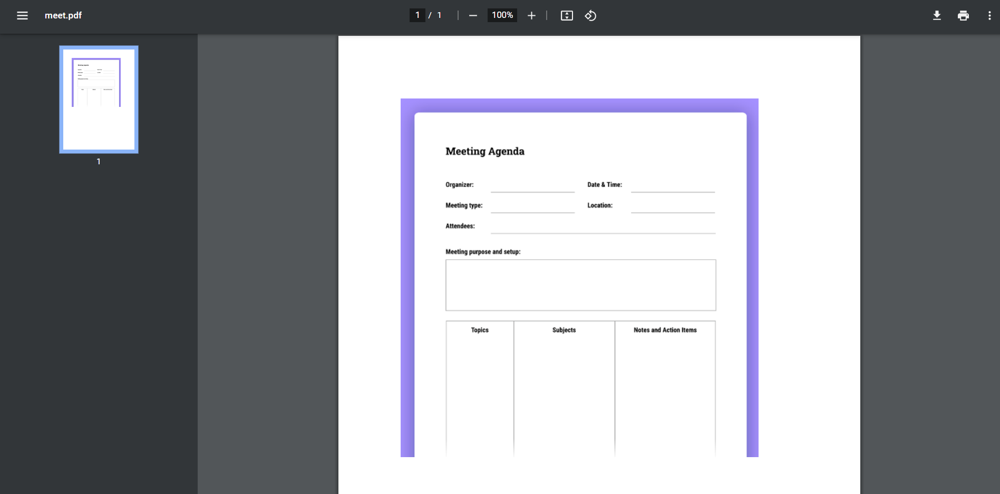 meet.pdf
1 / 1
100%
1
Meeting Agenda
Organizer:
Date & Time:
Meeting type:
Location:
Attendees:
Meeting purpose and setup:
Topics
Subjects
Notes and Action Items